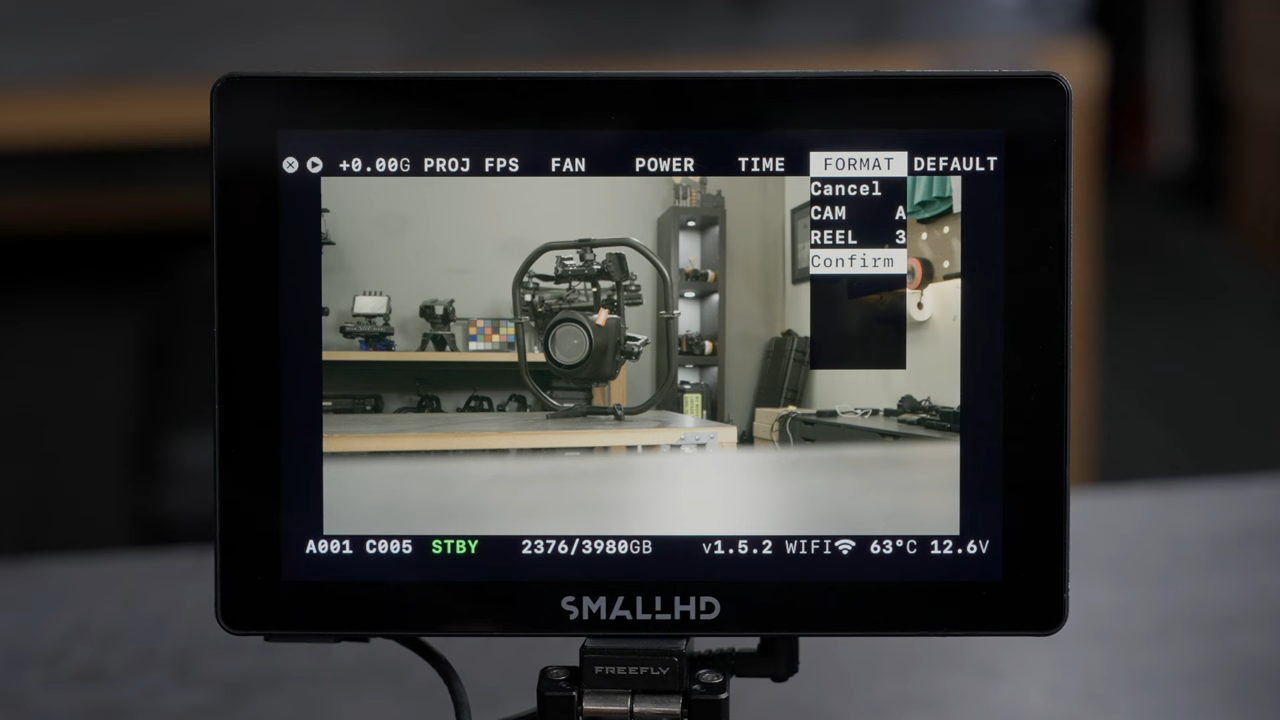 +0.00G PROJ FPS FAN POWER TIME FORMAT DEFAULT
Cancel
CAM A
REEL 3
Confirm
A001 C005 STBY 2376/3980GB v1.5.2 WIFI 63°C 12.6V
SMALLHD
FREEFLY